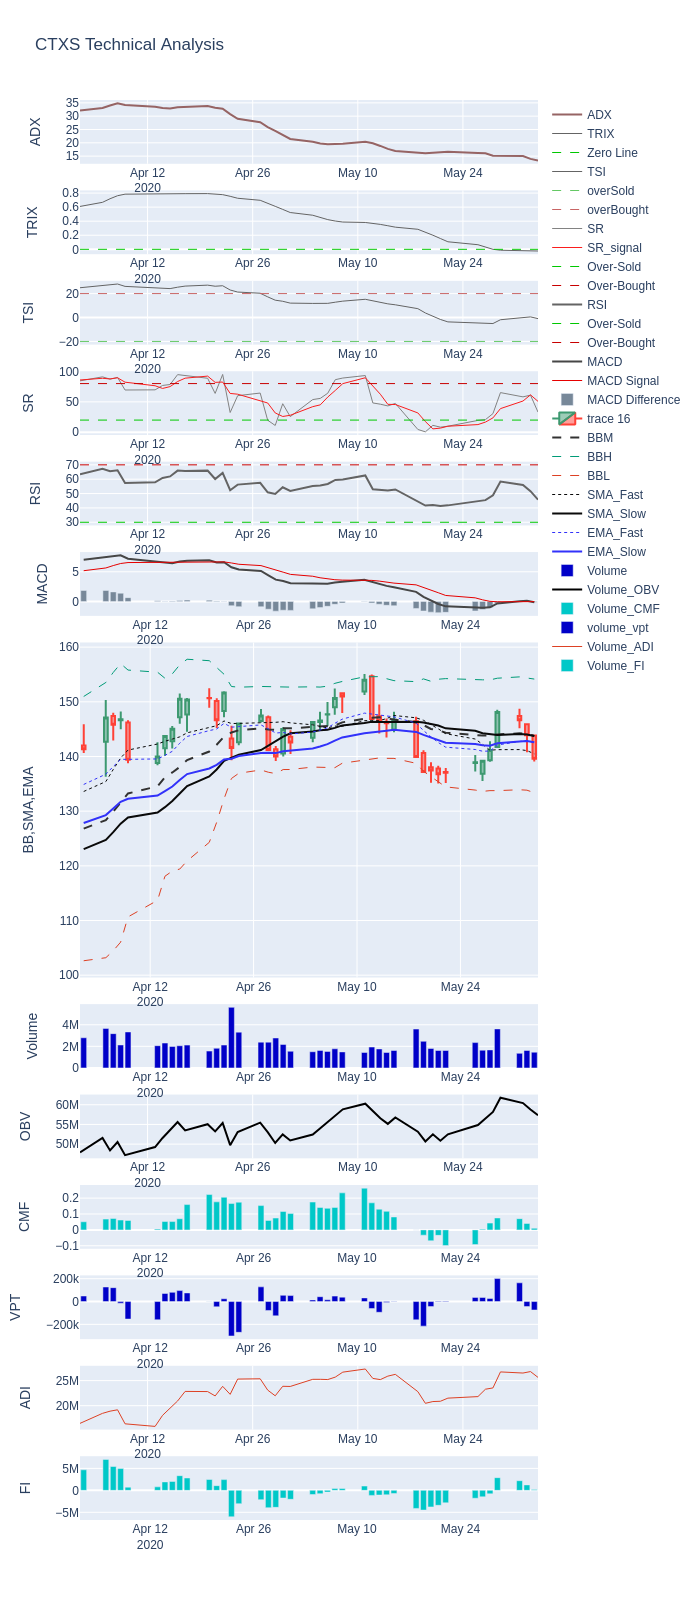 CTXS Technical Analysis
ADX
35
30
25
20
15
Apr 12
2020
Apr 26
May 10
May 24
TRIX
0.8
0.6
0.4
0.2
0
Apr 12
2020
Apr 26
May 10
May 24
TSI
20
0
−20
Apr 12
2020
Apr 26
May 10
May 24
SR
100
50
0
Apr 12
2020
Apr 26
May 10
May 24
RSI
70
60
50
40
30
Apr 12
2020
Apr 26
May 10
May 24
MACD
5
0
Apr 12
2020
Apr 26
May 10
May 24
BB,SMA,EMA
160
150
140
130
120
110
100
Apr 12
2020
Apr 26
May 10
May 24
Volume
4M
2M
0
Apr 12
2020
Apr 26
May 10
May 24
OBV
60M
55M
50M
Apr 12
2020
Apr 26
May 10
May 24
CMF
0.2
0.1
0
−0.1
Apr 12
2020
Apr 26
May 10
May 24
VPT
200k
0
−200k
Apr 12
2020
Apr 26
May 10
May 24
ADI
25M
20M
Apr 12
2020
Apr 26
May 10
May 24
FI
5M
0
−5M
Apr 12
2020
Apr 26
May 10
May 24
ADX
TRIX
Zero Line
TSI
overSold
overBought
SR
SR_signal
Over-Sold
Over-Bought
RSI
Over-Sold
Over-Bought
MACD
MACD Signal
MACD Difference
trace 16
BBM
BBH
BBL
SMA_Fast
SMA_Slow
EMA_Fast
EMA_Slow
Volume
Volume_OBV
Volume_CMF
volume_vpt
Volume_ADI
Volume_FI